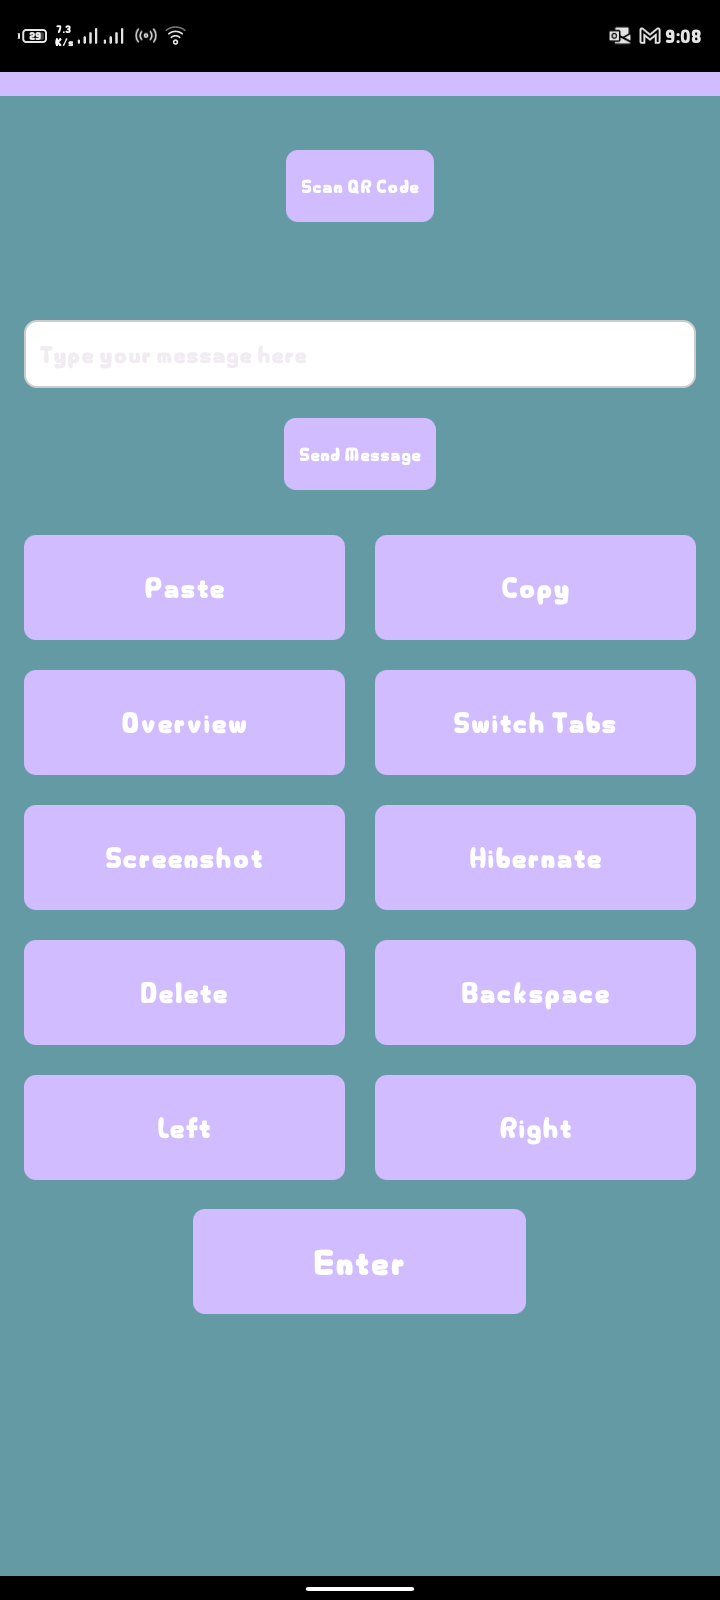 29 7.3 K/s 9:08
Scan QR Code
Type your message here
Send Message
Paste Copy
Overview Switch Tabs
Screenshot Hibernate
Delete Backspace
Left Right
Enter